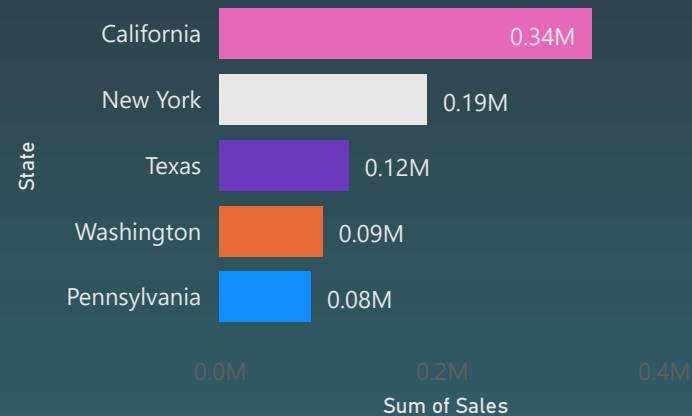 California 0.34M
New York 0.19M
State
Texas 0.12M
Washington 0.09M
Pennsylvania 0.08M
0.0M 0.2M 0.4M
Sum of Sales